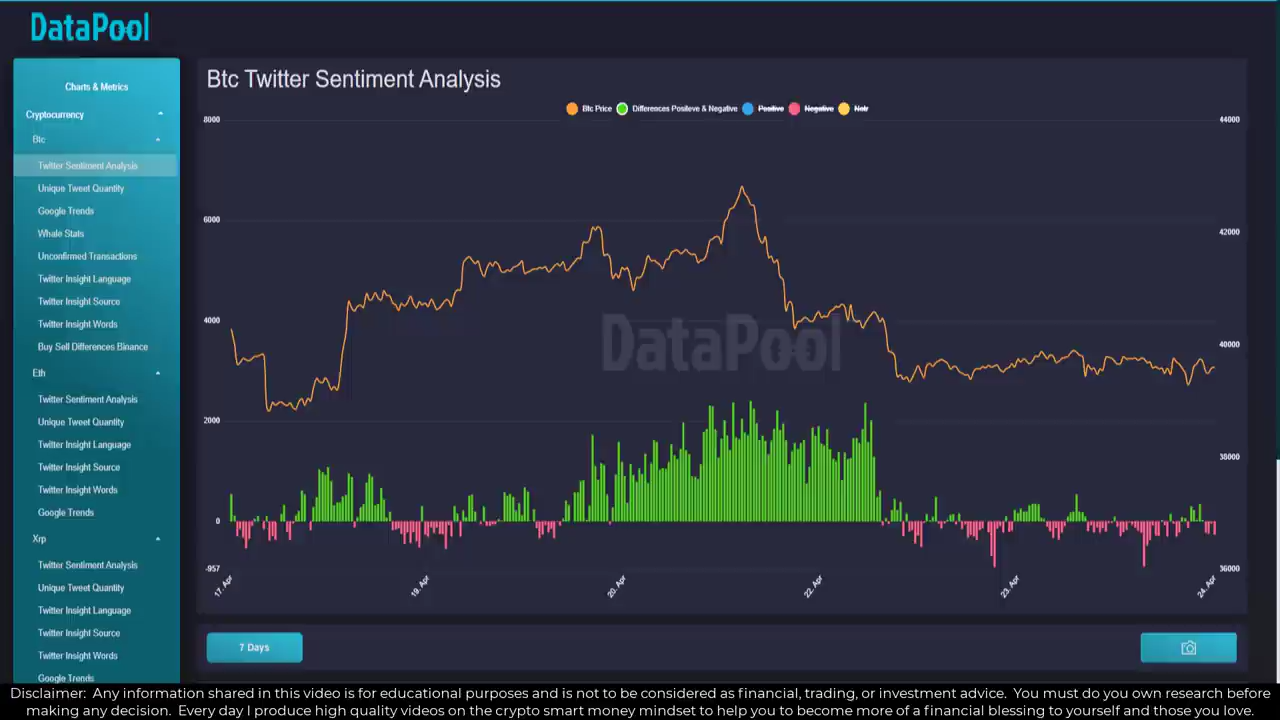 DataPool
Charts & Metrics
Cryptocurrency
Btc
Twitter Sentiment Analysis
Unique Tweet Quantity
Google Trends
Whale Stats
Unconfirmed Transactions
Twitter Insight Language
Twitter Insight Source
Twitter Insight Words
Buy Sell Differences Binance
Eth
Twitter Sentiment Analysis
Unique Tweet Quantity
Twitter Insight Language
Twitter Insight Source
Twitter Insight Words
Google Trends
Xrp
Twitter Sentiment Analysis
Unique Tweet Quantity
Twitter Insight Language
Twitter Insight Source
Twitter Insight Words
Google Trends
Btc Twitter Sentiment Analysis
Btc Price Differences Positeve & Negative Positive Negative Notr
8000 44000
6000 42000
4000 40000
2000 38000
0
-957 36000
DataPool
17. Apr 19. Apr 20. Apr 22. Apr 23. Apr 24. Apr
7 Days
Disclaimer: Any information shared in this video is for educational purposes and is not to be considered as financial, trading, or investment advice. You must do you own research before
making any decision. Every day I produce high quality videos on the crypto smart money mindset to help you to become more of a financial blessing to yourself and those you love.